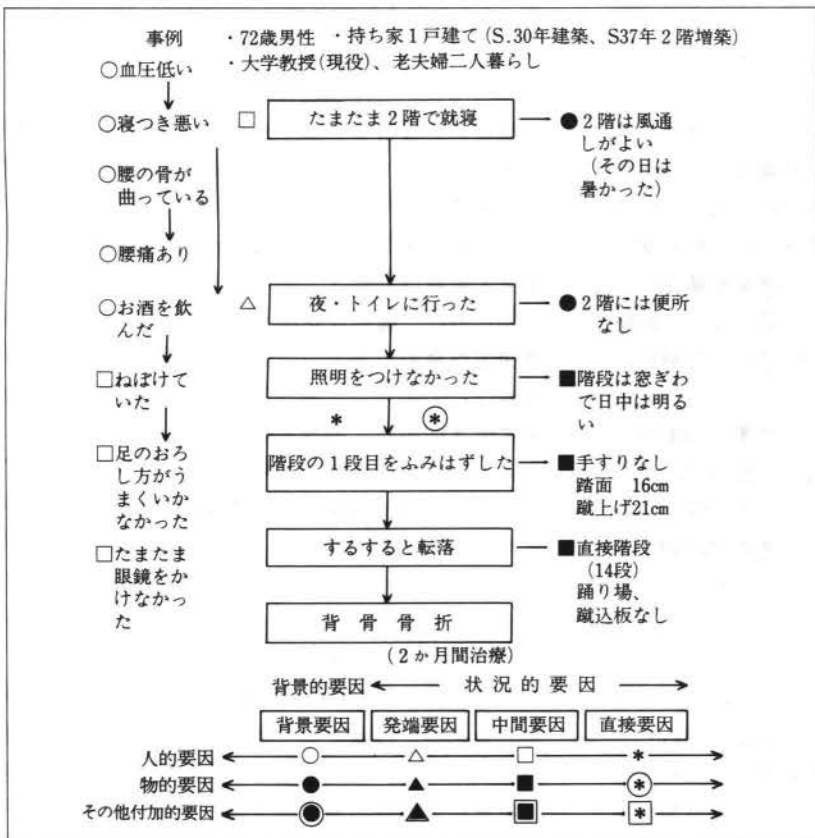 事例 ・72歳男性 ・持ち家１戸建て（S.30年建築、S37年２階増築）
・大学教授（現役）、老夫婦二人暮らし
○血圧低い
○寝つき悪い
○腰の骨が
曲っている
○腰痛あり
○お酒を飲
んだ
□ねぼけて
いた
□足のおろ
し方がう
まくいか
なかった
□たまたま
眼鏡をか
けなかっ
た
□ たまたま２階で就寝
△ 夜・トイレに行った
照明をつけなかった
＊ ＊
階段の１段目をふみはずした
するすると転落
背骨骨折
（２か月間治療）
●２階は風通
しがよい
（その日は
暑かった）
●２階には便所
なし
■階段は窓ぎわ
で日中は明る
い
■手すりなし
踏面 16cm
蹴上げ21cm
■直接階段
（14段）
踊り場、
蹴込板なし
背景的要因 状況的要因
背景要因 発端要因 中間要因 直接要因
人的要因 ○ △ □ ＊
物的要因 ● ▲ ■ ＊
その他付加的要因 ● ▲ ■ ＊